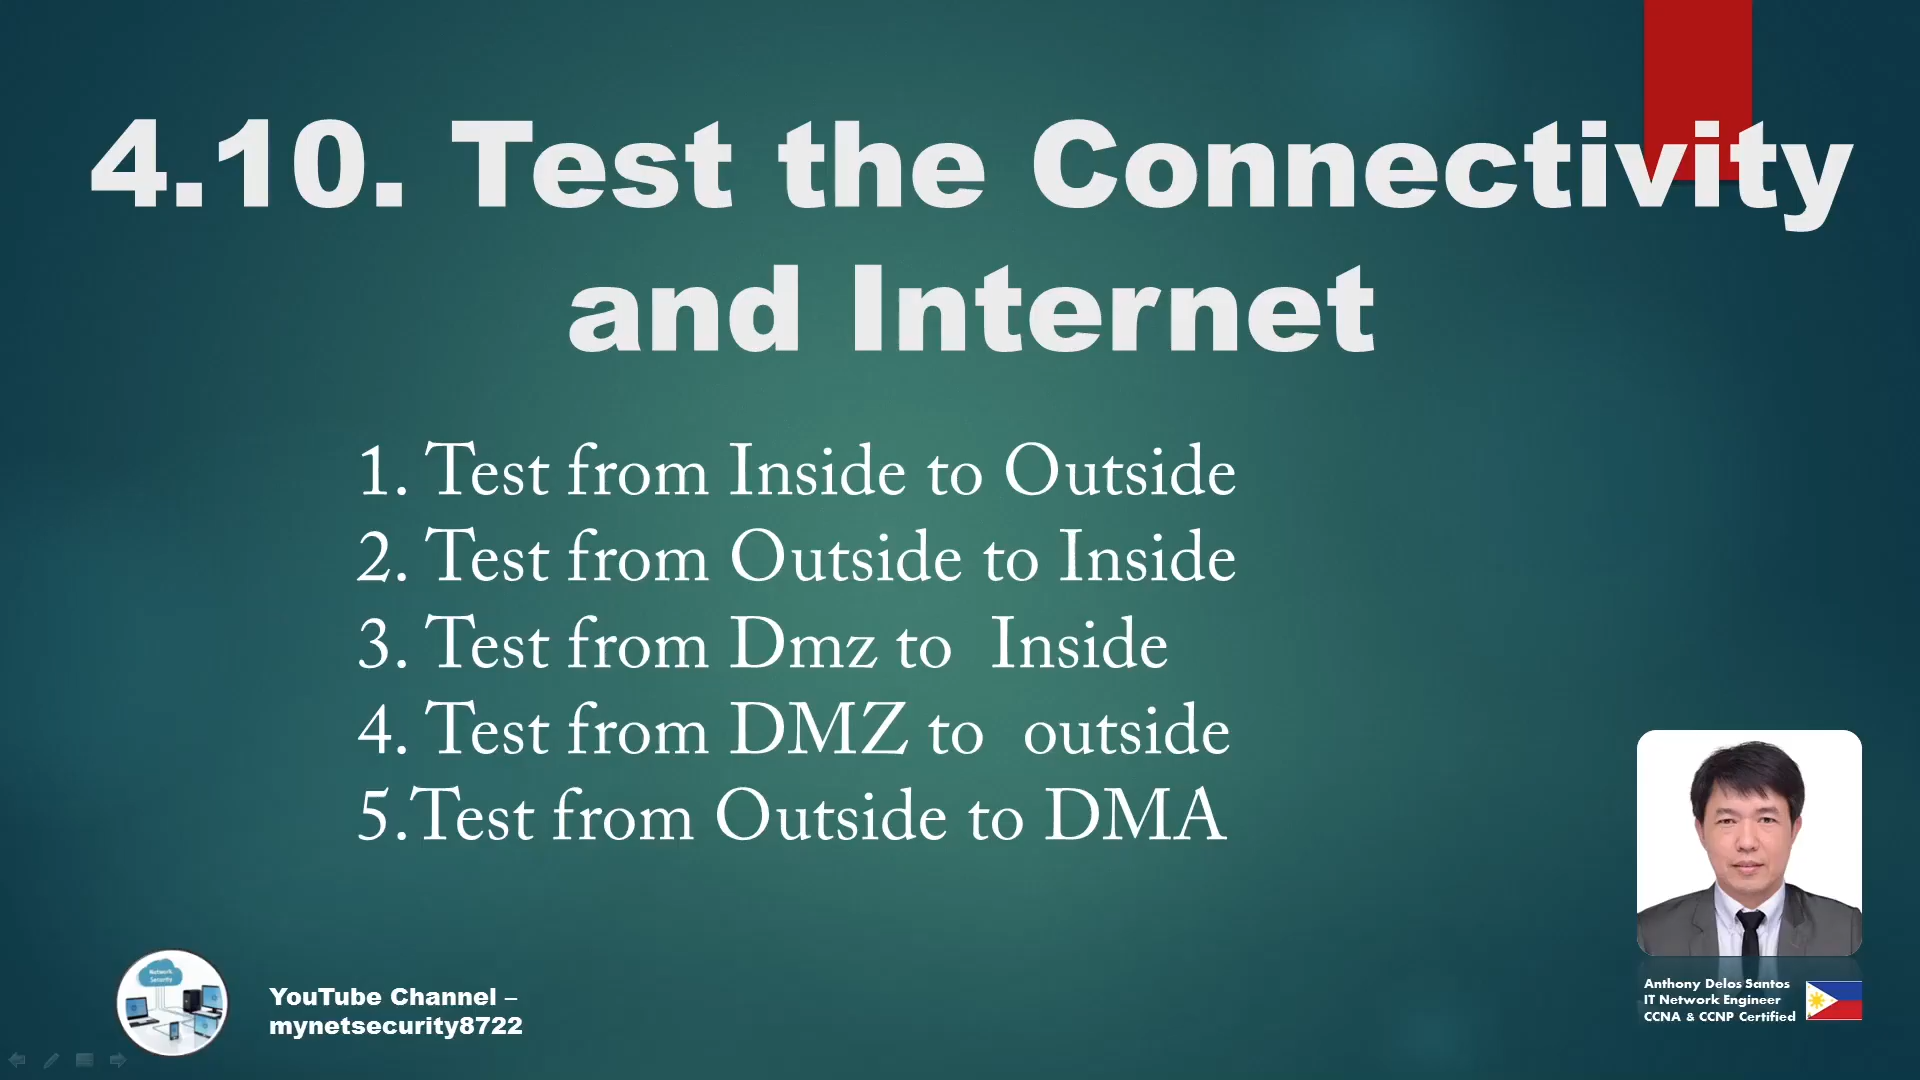 4.10. Test the Connectivity
and Internet
1. Test from Inside to Outside
2. Test from Outside to Inside
3. Test from Dmz to  Inside
4. Test from DMZ to  outside
5.Test from Outside to DMA
Network
Security
YouTube Channel –
mynetsecurity8722
Anthony Delos Santos
IT Network Engineer
CCNA & CCNP Certified